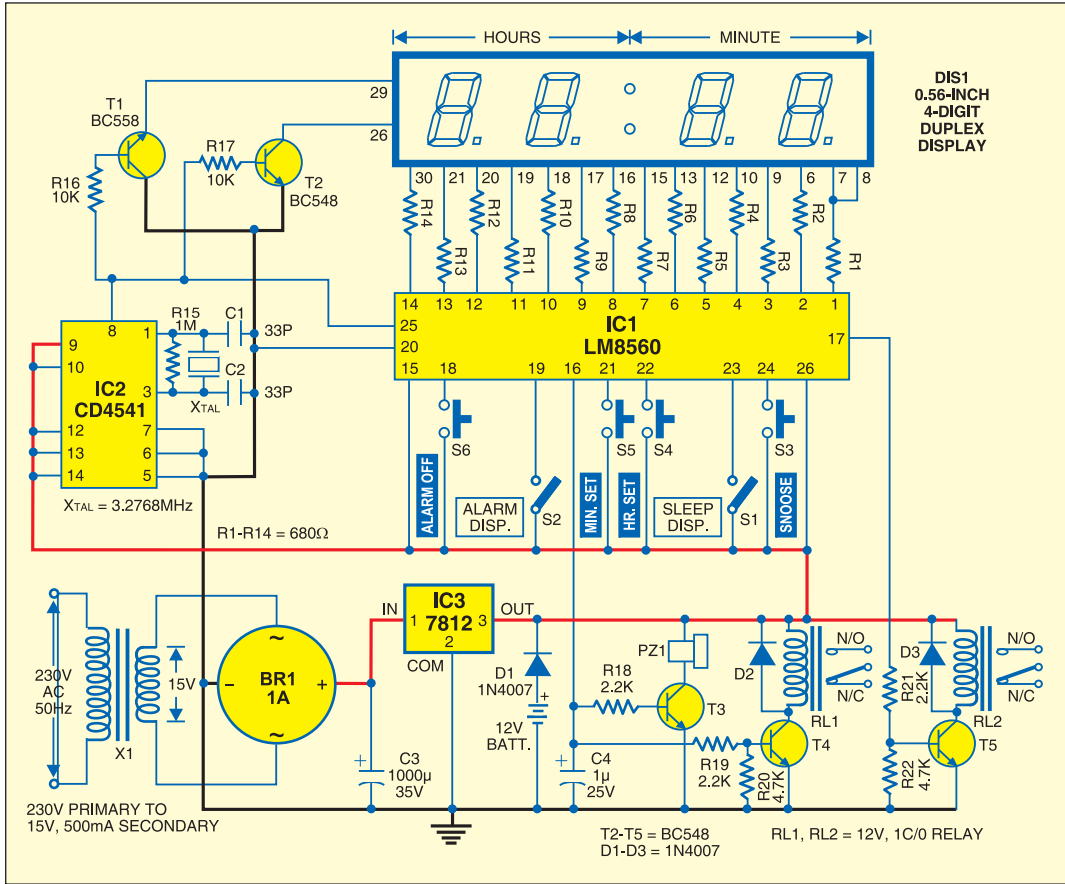 HOURS MINUTE
DIS1
0.56-INCH
4-DIGIT
DUPLEX
DISPLAY
29
26
T1
BC558
R17
10K
T2
BC548
R16
10K
30 21 20 19 18 17 16 15 13 12 10 9 6 7 8
R14 R13 R12 R11 R10 R9 R8 R7 R6 R5 R4 R3 R2 R1
14 13 12 11 10 9 8 7 6 5 4 3 2 1
25
20
IC1
LM8560
17
15 18 19 16 21 22 23 24 26
8
9
10
12
13
14
1
3
7
6
5
IC2
CD4541
R15
1M
C1
33P
C2
33P
XTAL
XTAL = 3.2768MHz
R1-R14 = 680Ω
S6
ALARM OFF
ALARM
DISP.
S2
S5
MIN. SET
S4
HR. SET
SLEEP
DISP.
S1
S3
SNOOSE
230V
AC
50Hz
X1
15V
~
BR1
1A
~
−
+
230V PRIMARY TO
15V, 500mA SECONDARY
IN
1
IC3
7812
3
OUT
2
COM
+
C3
1000µ
35V
D1
1N4007
+
12V
BATT.
+
C4
1µ
25V
R18
2.2K
PZ1
T3
R19
2.2K
R20
4.7K
D2
RL1
T4
N/O
N/C
R21
2.2K
R22
4.7K
D3
RL2
T5
N/O
N/C
T2-T5 = BC548
D1-D3 = 1N4007
RL1, RL2 = 12V, 1C/0 RELAY